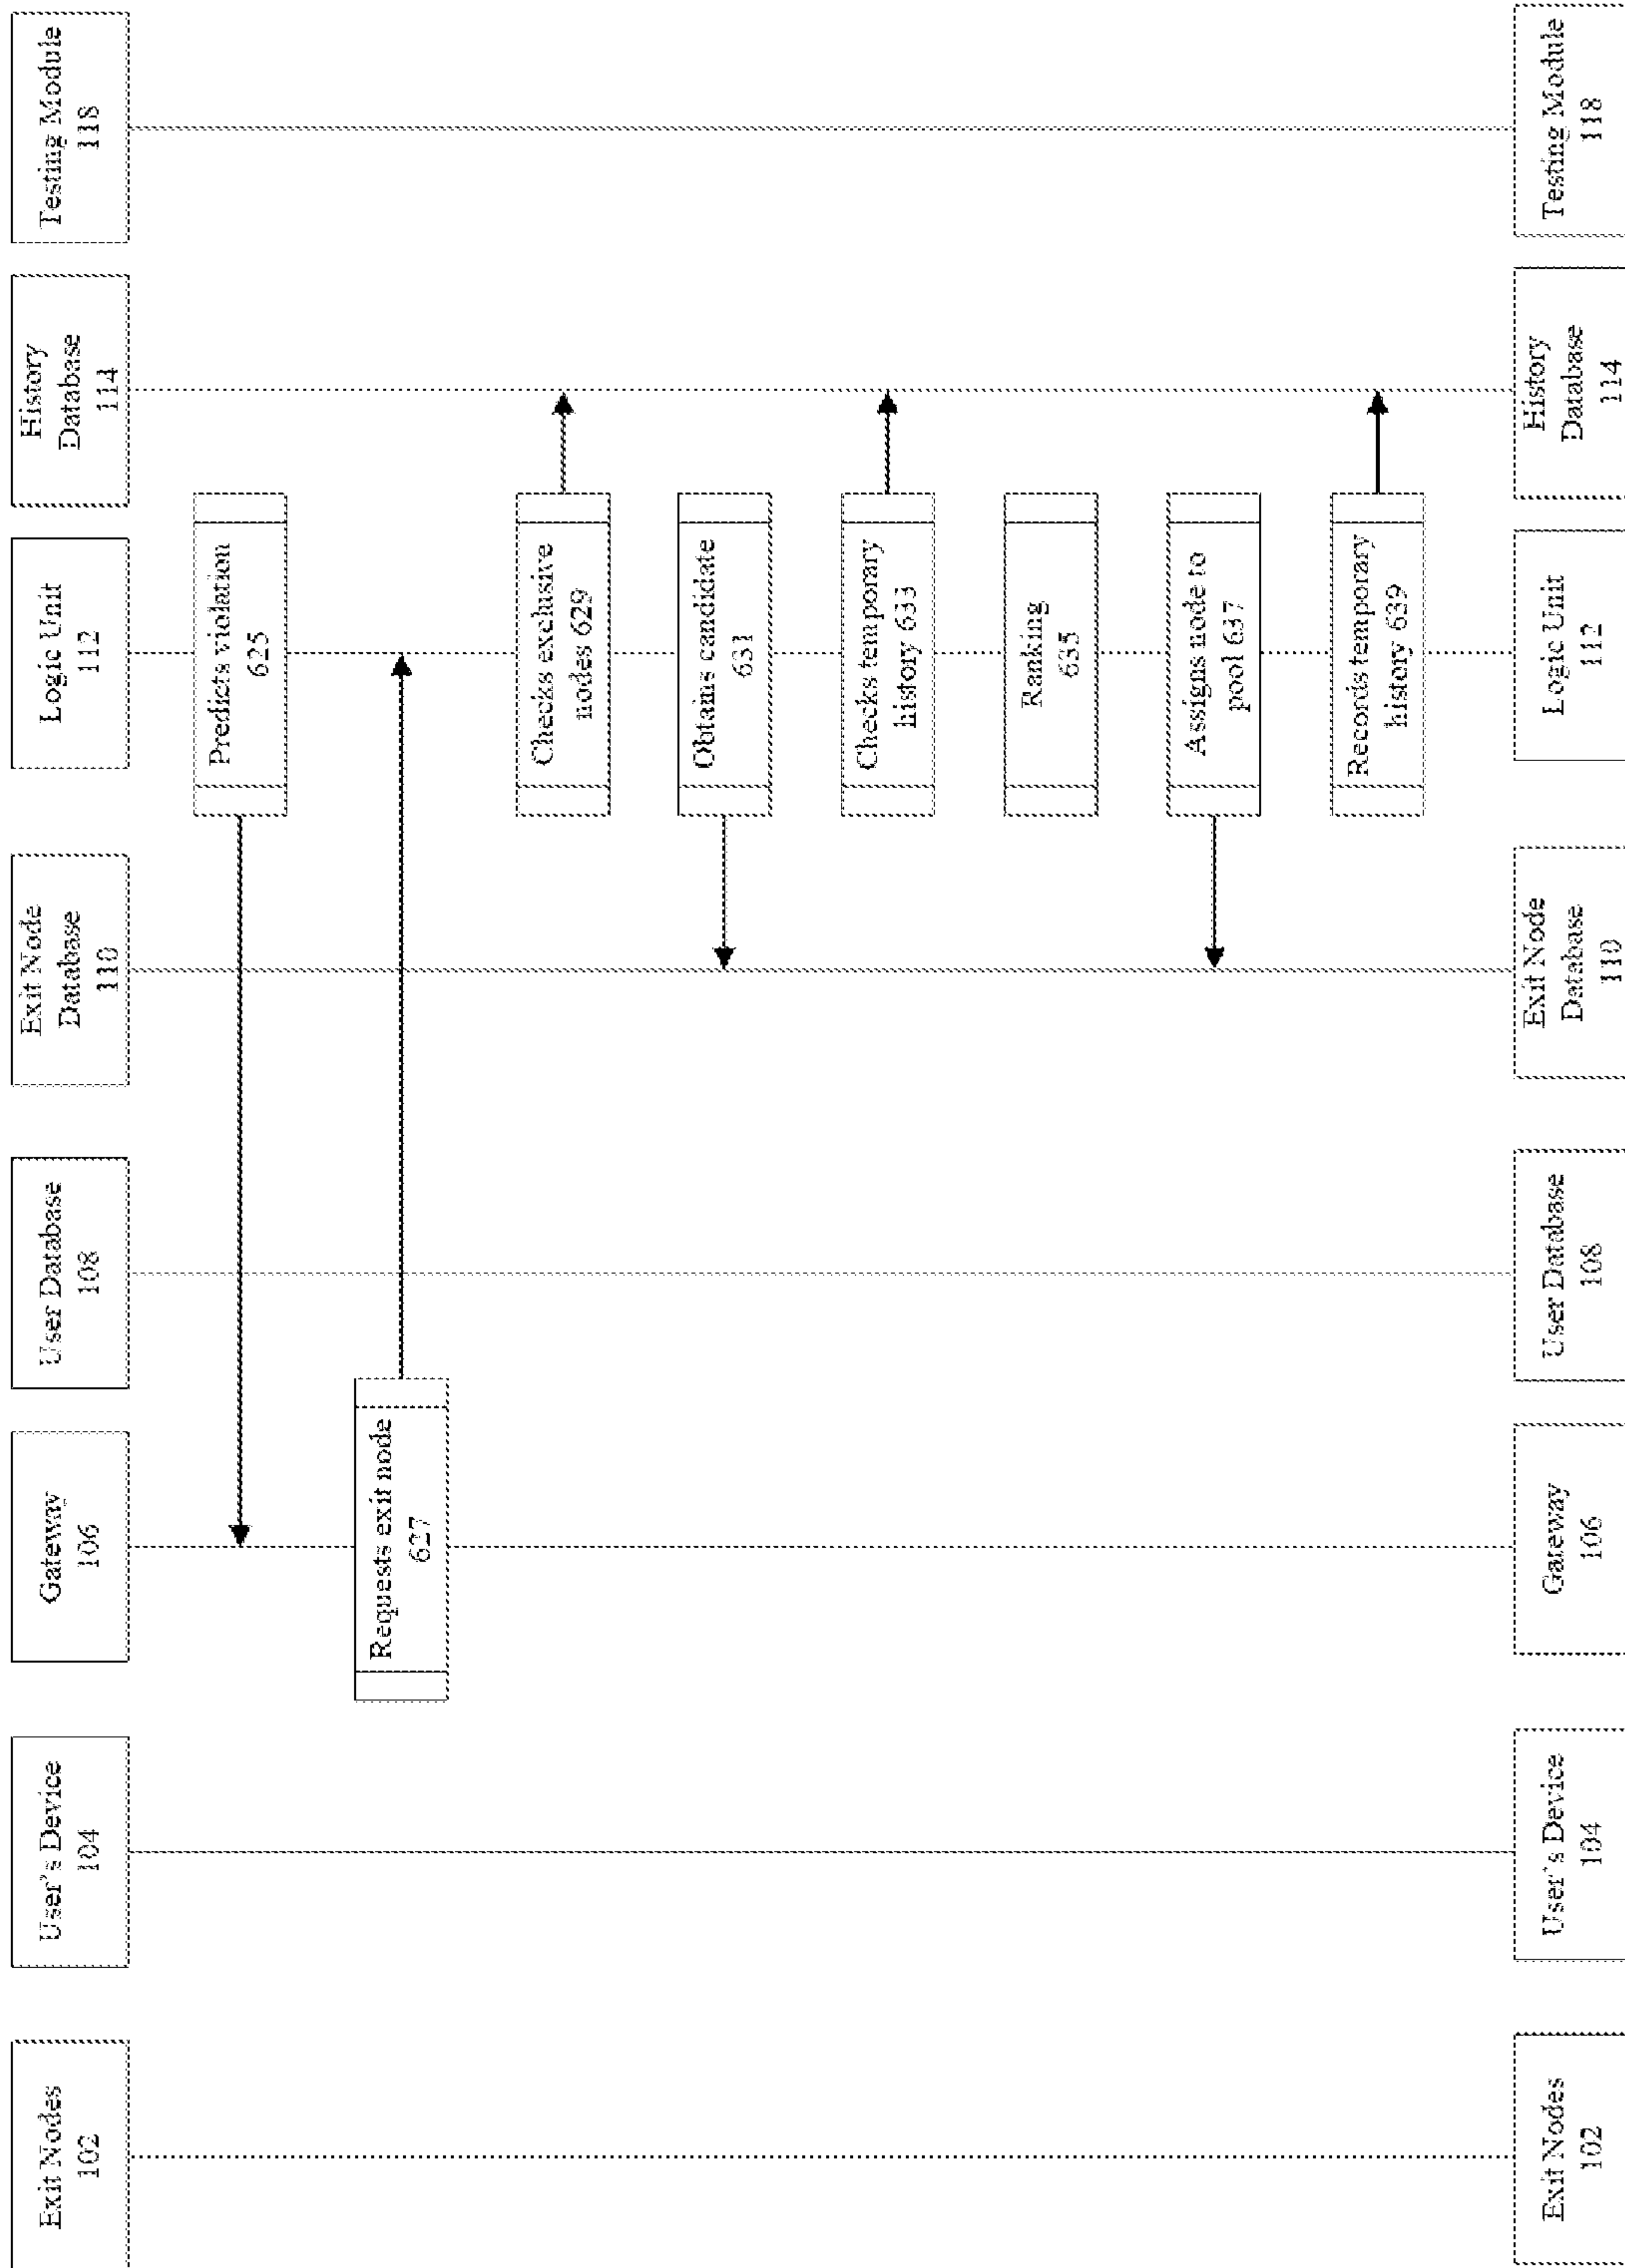 Exit Nodes
102
User's Device
104
Gateway
106
User Database
108
Exit Node
Database
110
Logic Unit
112
History
Database
114
Testing Module
118
Predicts violation
625
Requests exit node
627
Checks exclusive
nodes 629
Obtains candidate
631
Checks temporary
history 633
Ranking
635
Assigns node to
pool 637
Records temporary
history 639
Exit Nodes
102
User's Device
104
Gateway
106
User Database
108
Exit Node
Database
110
Logic Unit
112
History
Database
114
Testing Module
118